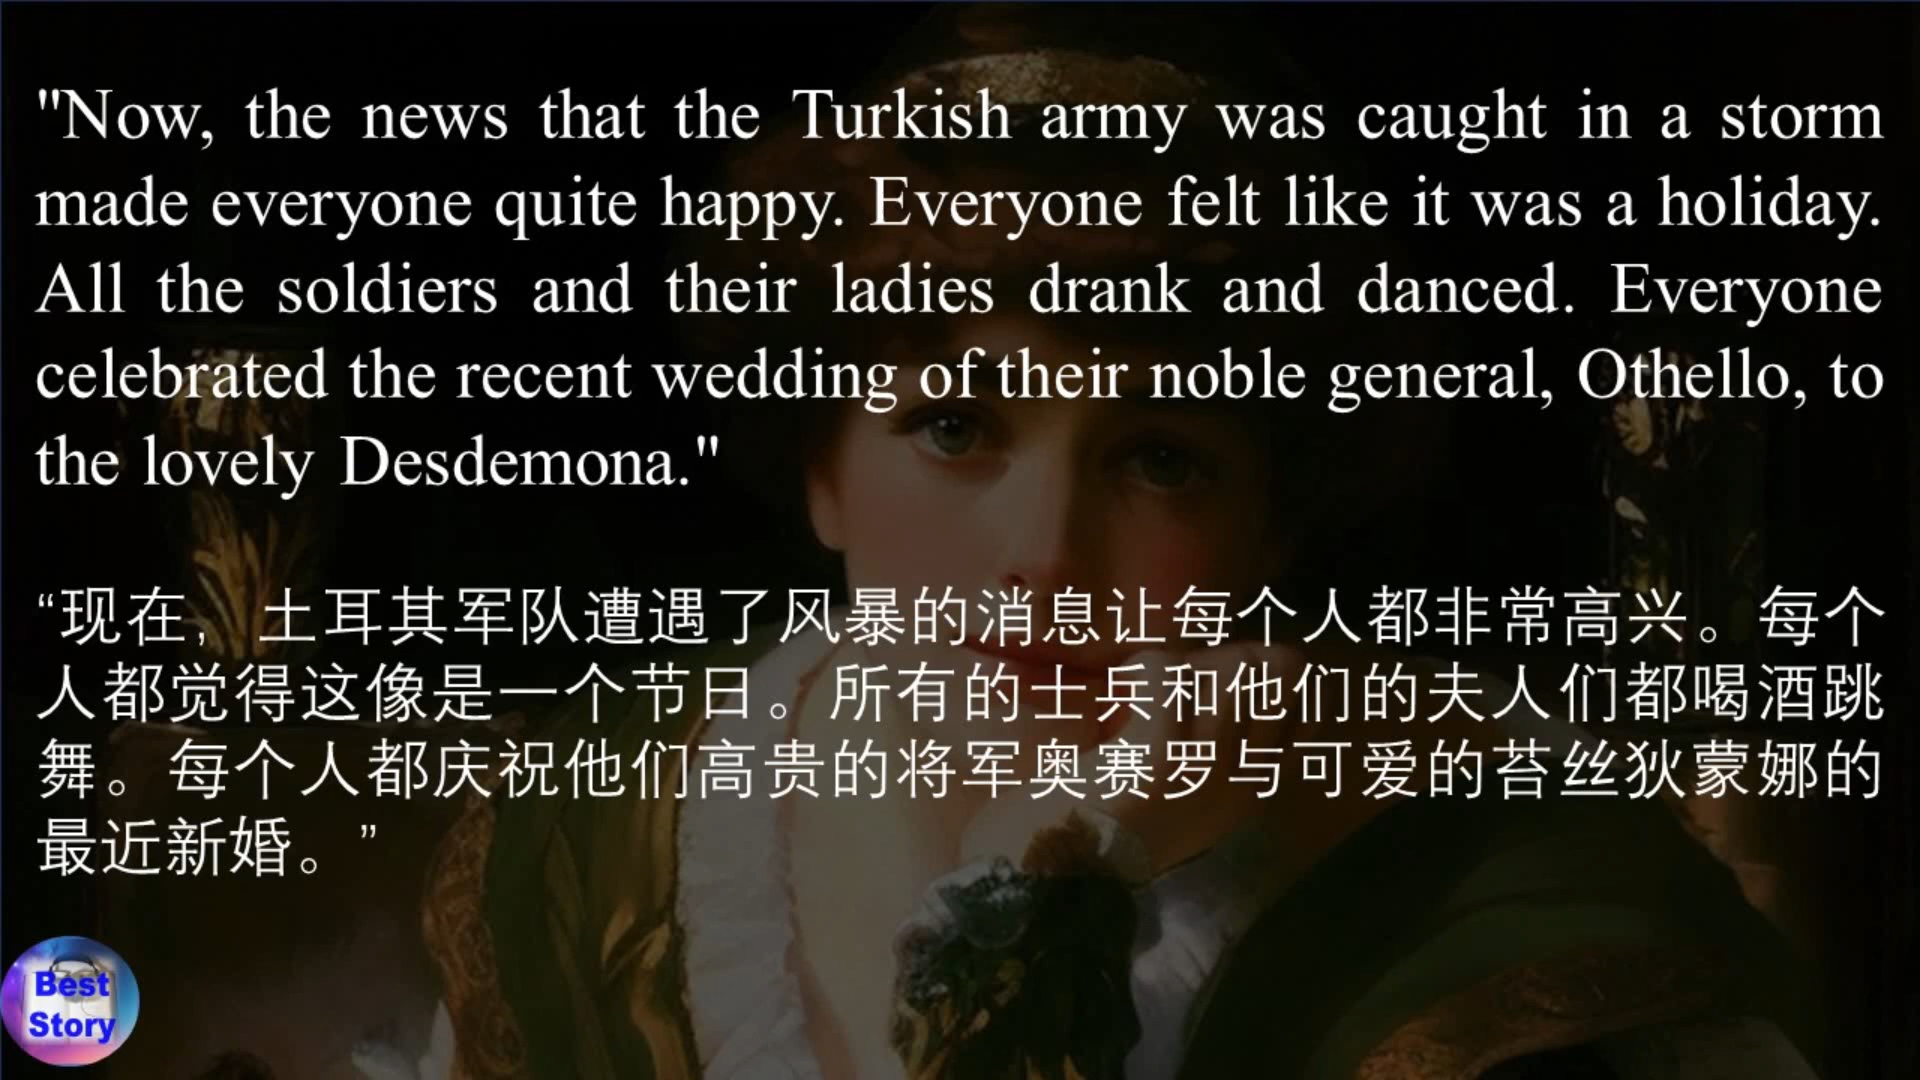 "Now, the news that the Turkish army was caught in a storm
made everyone quite happy. Everyone felt like it was a holiday.
All the soldiers and their ladies drank and danced. Everyone
celebrated the recent wedding of their noble general, Othello, to
the lovely Desdemona."
“现在，土耳其军队遭遇了风暴的消息让每个人都非常高兴。每个
人都觉得这像是一个节日。所有的士兵和他们的夫人们都喝酒跳
舞。每个人都庆祝他们高贵的将军奥赛罗与可爱的苔丝狄蒙娜的
最近新婚。”
Best
Story